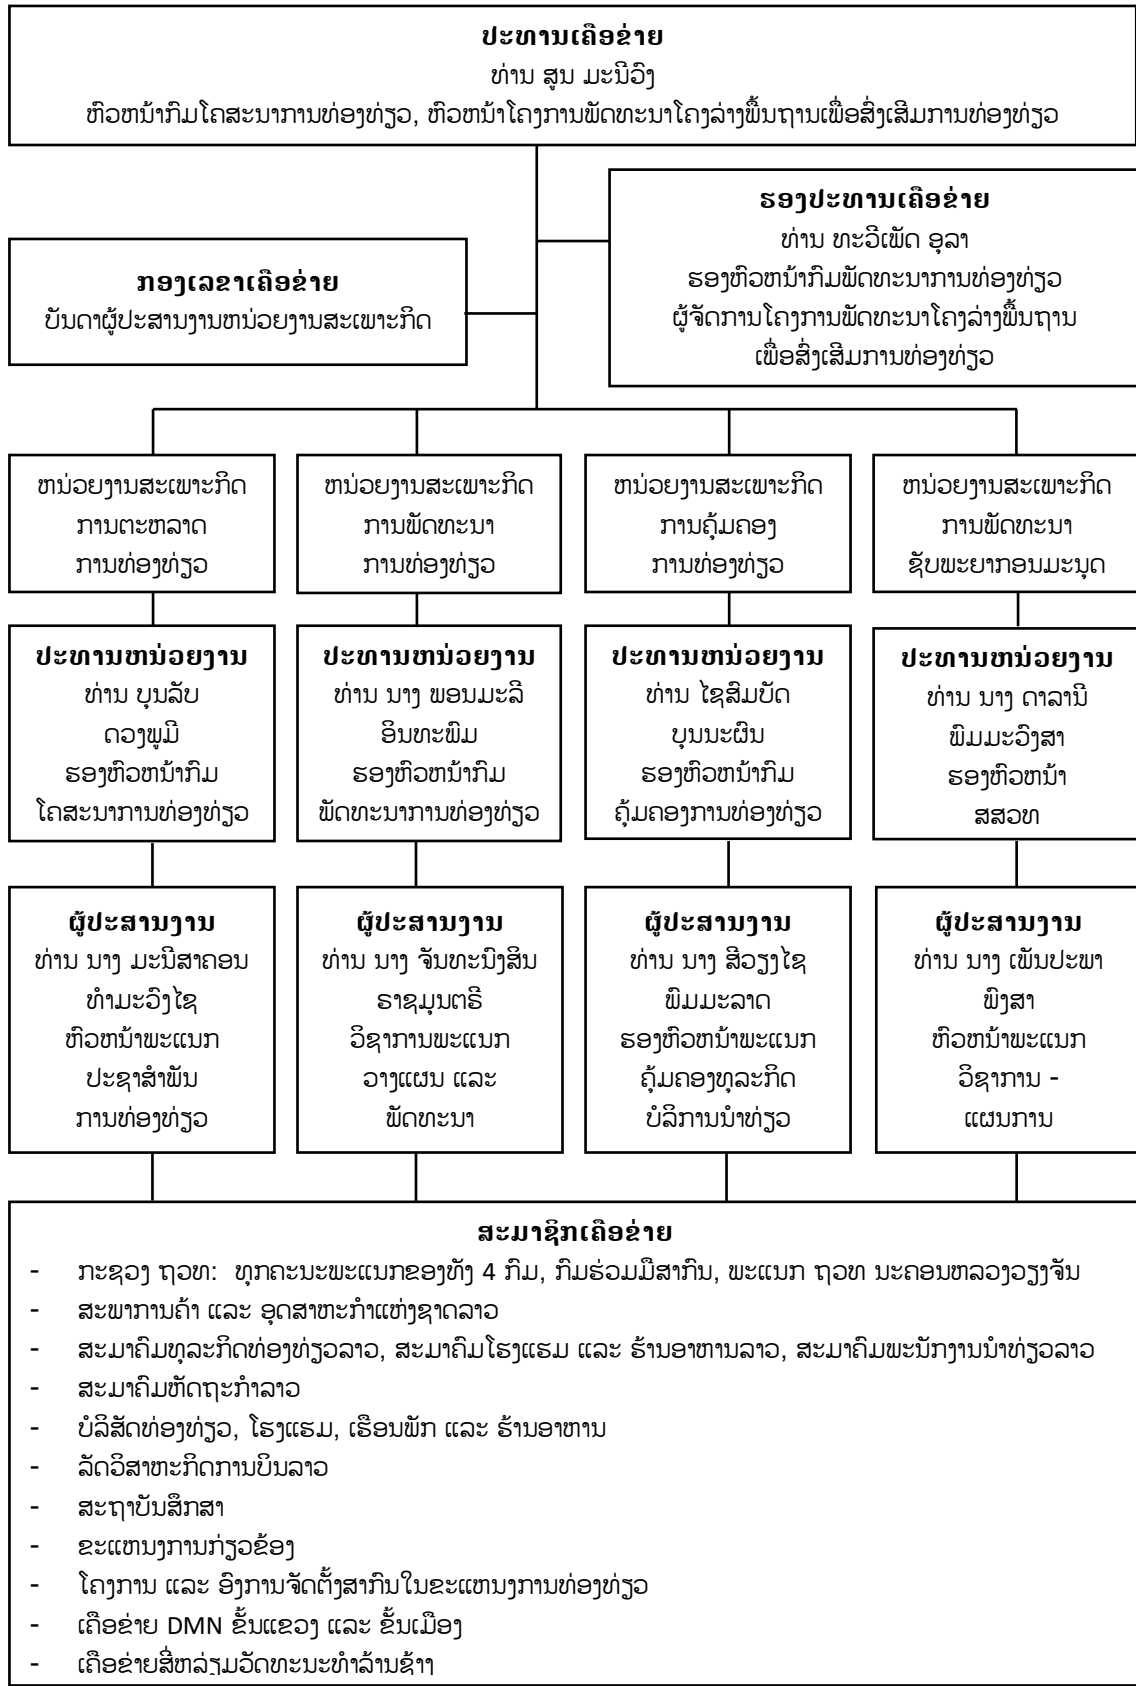 ປະທານເຄືອຂ່າຍ
ທ່ານ ສູນ ມະນີວົງ
ຫົວຫນ້າກົມໂຄສະນາການທ່ອງທ່ຽວ, ຫົວຫນ້າໂຄງການພັດທະນາໂຄງລ່າງພື້ນຖານເພື່ອສົ່ງເສີມການທ່ອງທ່ຽວ
ຮອງປະທານເຄືອຂ່າຍ
ທ່ານ ທະວີເພັດ ອຸລາ
ຮອງຫົວຫນ້າກົມພັດທະນາການທ່ອງທ່ຽວ
ຜູ້ຈັດການໂຄງການພັດທະນາໂຄງລ່າງພື້ນຖານ
ເພື່ອສົ່ງເສີມການທ່ອງທ່ຽວ
ກອງເລຂາເຄືອຂ່າຍ
ບັນດາຜູ້ປະສານງານຫນ່ວຍງານສະເພາະກິດ
ຫນ່ວຍງານສະເພາະກິດ
ການຕະຫລາດ
ການທ່ອງທ່ຽວ
ຫນ່ວຍງານສະເພາະກິດ
ການພັດທະນາ
ການທ່ອງທ່ຽວ
ຫນ່ວຍງານສະເພາະກິດ
ການຄຸ້ມຄອງ
ການທ່ອງທ່ຽວ
ຫນ່ວຍງານສະເພາະກິດ
ການພັດທະນາ
ຊັບພະຍາກອນມະນຸດ
ປະທານຫນ່ວຍງານ
ທ່ານ ບຸນລັບ
ດວງພູມີ
ຮອງຫົວຫນ້າກົມ
ໂຄສະນາການທ່ອງທ່ຽວ
ປະທານຫນ່ວຍງານ
ທ່ານ ນາງ ພອນມະລີ
ອິນທະພົມ
ຮອງຫົວຫນ້າກົມ
ພັດທະນາການທ່ອງທ່ຽວ
ປະທານຫນ່ວຍງານ
ທ່ານ ໄຊສົມບັດ
ບຸນນະຜົນ
ຮອງຫົວຫນ້າກົມ
ຄຸ້ມຄອງການທ່ອງທ່ຽວ
ປະທານຫນ່ວຍງານ
ທ່ານ ນາງ ດາລານີ
ພົມມະວົງສາ
ຮອງຫົວຫນ້າ
ສສວທ
ຜູ້ປະສານງານ
ທ່ານ ນາງ ມະນີສາຄອນ
ທຳມະວົງໄຊ
ຫົວຫນ້າພະແນກ
ປະຊາສຳພັນ
ການທ່ອງທ່ຽວ
ຜູ້ປະສານງານ
ທ່ານ ນາງ ຈັນທະນົງສິນ
ຣາຊມຸນຕຣີ
ວິຊາການພະແນກ
ວາງແຜນ ແລະ
ພັດທະນາ
ຜູ້ປະສານງານ
ທ່ານ ນາງ ສີວຽງໄຊ
ພົມມະລາດ
ຮອງຫົວຫນ້າພະແນກ
ຄຸ້ມຄອງທຸລະກິດ
ບໍລິການນຳທ່ຽວ
ຜູ້ປະສານງານ
ທ່ານ ນາງ ເພັນປະພາ
ພົງສາ
ຫົວຫນ້າພະແນກ
ວິຊາການ -
ແຜນການ
ສະມາຊິກເຄືອຂ່າຍ
- ກະຊວງ ຖວທ: ທຸກຄະນະພະແນກຂອງທັງ 4 ກົມ, ກົມຮ່ວມມືສາກົນ, ພະແນກ ຖວທ ນະຄອນຫລວງວຽງຈັນ
- ສະພາການຄ້າ ແລະ ອຸດສາຫະກຳແຫ່ງຊາດລາວ
- ສະມາຄົມທຸລະກິດທ່ອງທ່ຽວລາວ, ສະມາຄົມໂຮງແຮມ ແລະ ຮ້ານອາຫານລາວ, ສະມາຄົມພະນັກງານນຳທ່ຽວລາວ
- ສະມາຄົມຫັດຖະກຳລາວ
- ບໍລິສັດທ່ອງທ່ຽວ, ໂຮງແຮມ, ເຮືອນພັກ ແລະ ຮ້ານອາຫານ
- ລັດວິສາຫະກິດການບິນລາວ
- ສະຖາບັນສຶກສາ
- ຂະແຫນງການກ່ຽວຂ້ອງ
- ໂຄງການ ແລະ ອົງການຈັດຕັ້ງສາກົນໃນຂະແຫນງການທ່ອງທ່ຽວ
- ເຄືອຂ່າຍ DMN ຂັ້ນແຂວງ ແລະ ຂັ້ນເມືອງ
- ເຄືອຂ່າຍສີ່ຫລ່ຽມວັດທະນະທຳລ້ານຊ້າງ